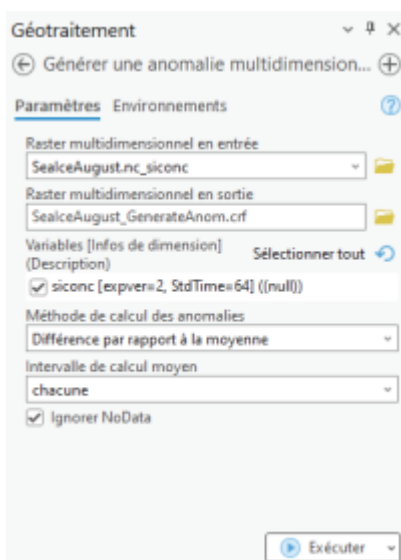 Géotraitement
Générer une anomalie multidimension...
Paramètres Environnements
Raster multidimensionnel en entrée
SeaIceAugust.nc_siconc
Raster multidimensionnel en sortie
SeaIceAugust_GenerateAnom.crf
Variables [Infos de dimension]
(Description)
Sélectionner tout
siconc [expver=2, StdTime=64] ((null))
Méthode de calcul des anomalies
Différence par rapport à la moyenne
Intervalle de calcul moyen
chacune
Ignorer NoData
Exécuter